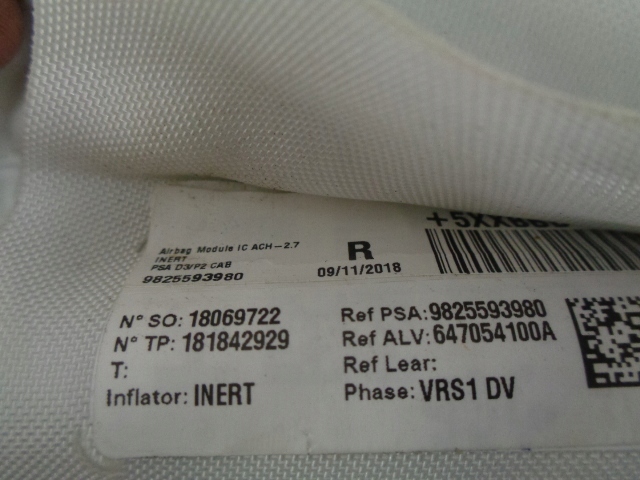 Airbag Module IC ACH-2.7
INERT
PSA D3/P2 CAB
9825593980
R
09/11/2018
N° SO: 18069722
N° TP: 181842929
T:
Inflator: INERT
Ref PSA: 9825593980
Ref ALV: 647054100A
Ref Lear:
Phase: VRS1 DV